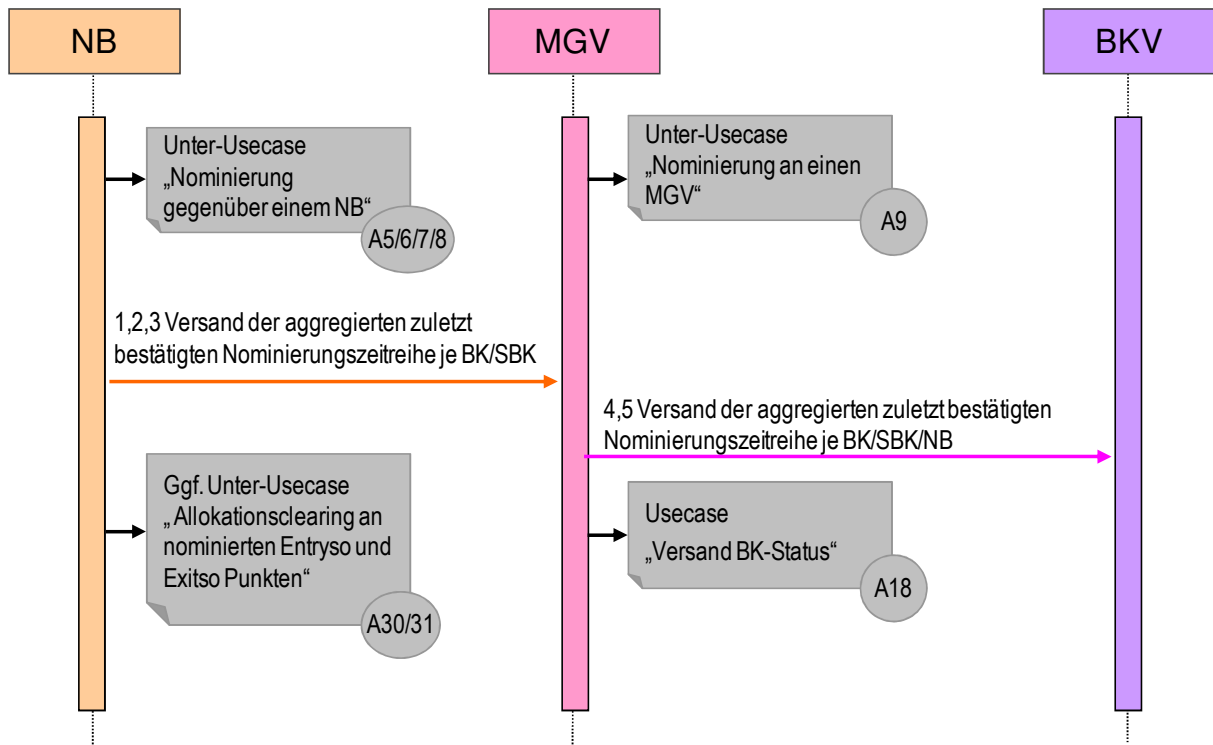 NB
MGV
BKV
Unter-Usecase
„Nominierung
gegenüber einem NB“
A5/6/7/8
Unter-Usecase
„Nominierung an einen
MGV“
A9
1,2,3 Versand der aggregierten zuletzt
bestätigten Nominierungszeitreihe je BK/SBK
4,5 Versand der aggregierten zuletzt bestätigten
Nominierungszeitreihe je BK/SBK/NB
Ggf. Unter-Usecase
„Allokationsclearing an
nominierten Entryso und
Exitso Punkten“
A30/31
Usecase
„Versand BK-Status“
A18